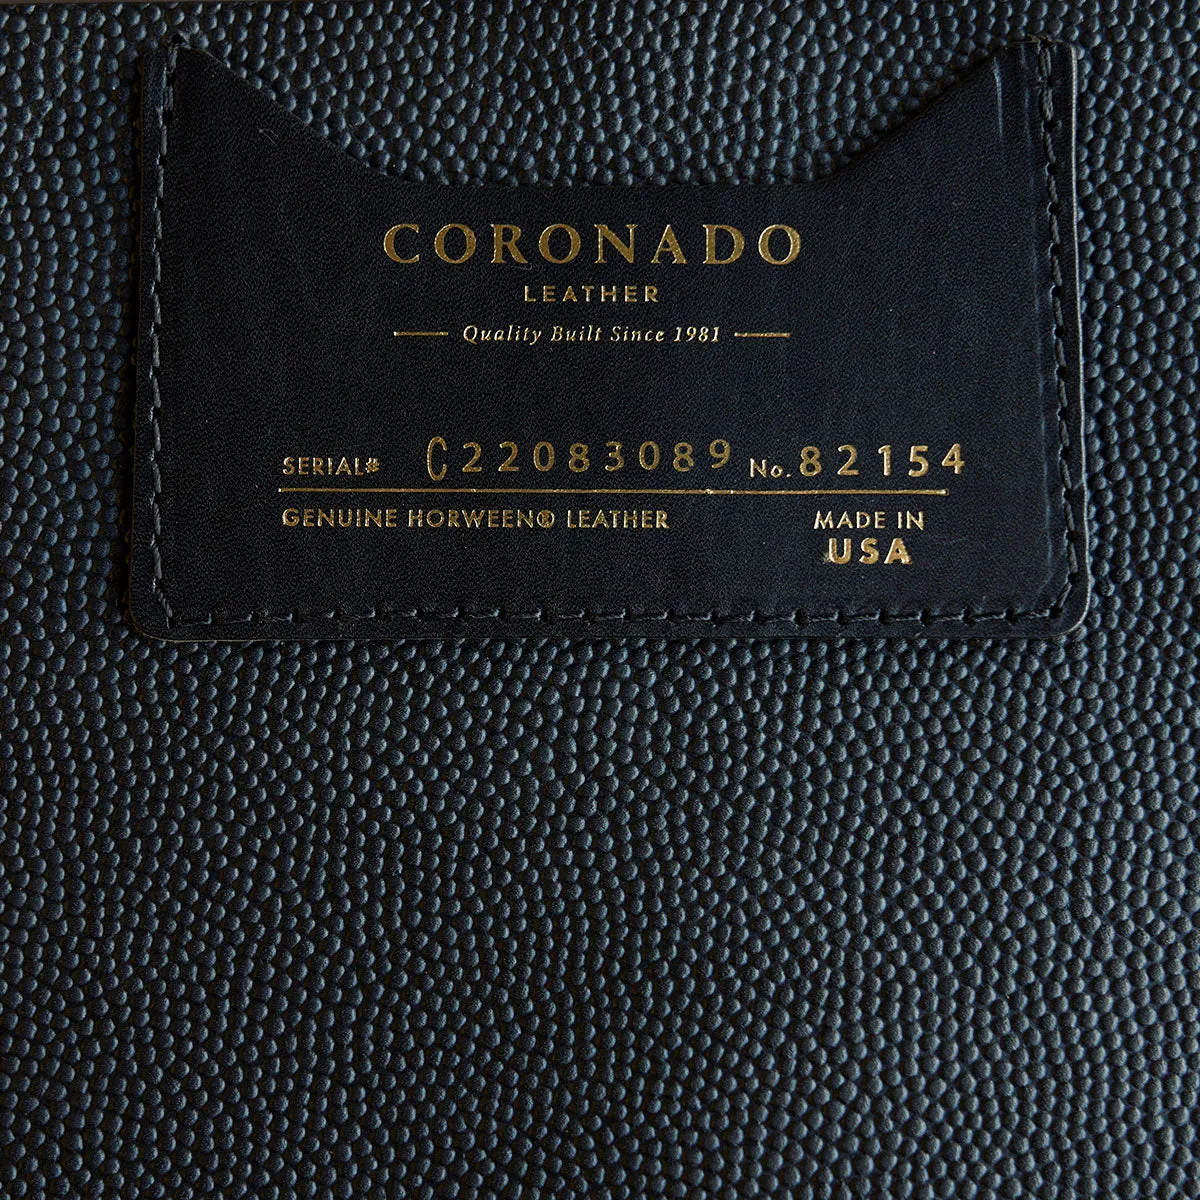 CORONADO
LEATHER
Quality Built Since 1981
SERIAL# C22083089 No. 82154
GENUINE HORWEEN® LEATHER MADE IN
USA